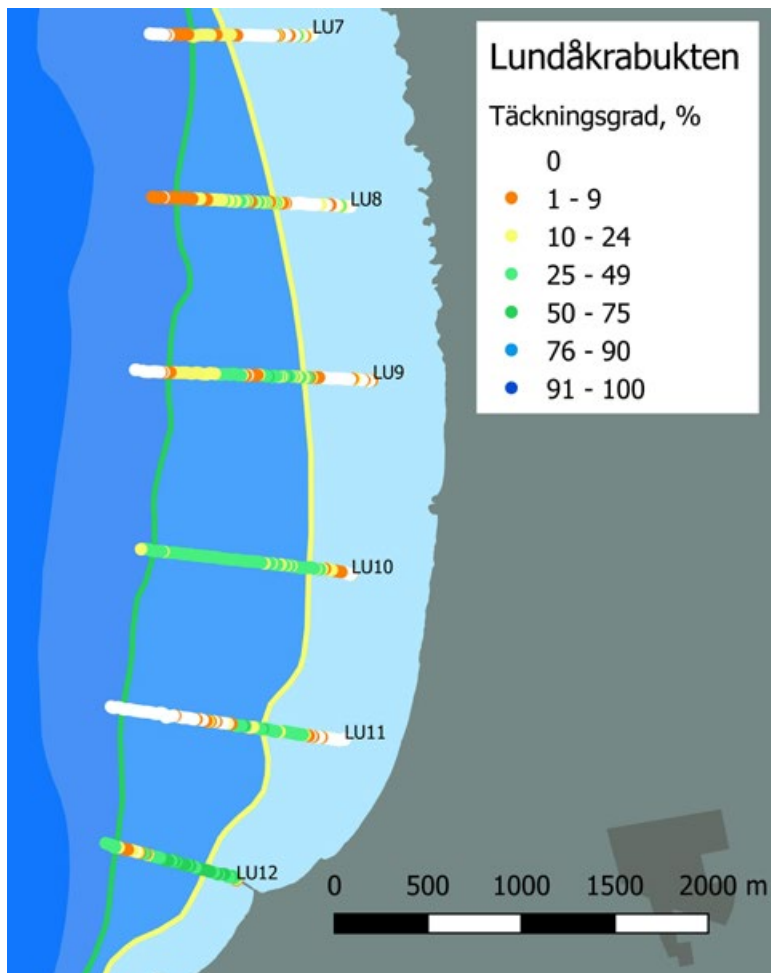 Lundåkrabukten
Täckningsgrad, %
0
1 - 9
10 - 24
25 - 49
50 - 75
76 - 90
91 - 100
LU7
LU8
LU9
LU10
LU11
LU12
0 500 1000 1500 2000 m